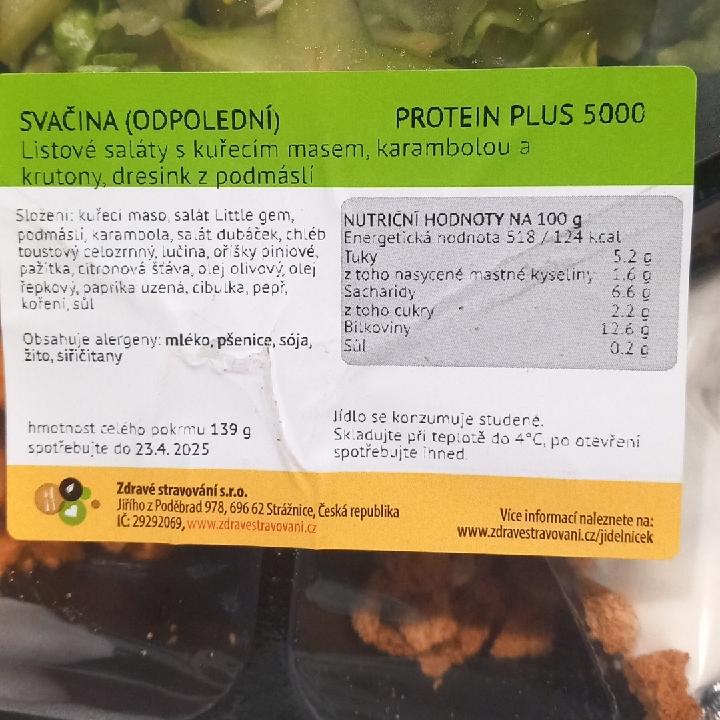 SVAČINA (ODPOLEDNÍ)
PROTEIN PLUS 5000
Listové saláty s kuřecím masem, karambolou a
krutony, dresink z podmáslí
Složení: kuřecí maso, salát Little gem,
podmáslí, karambola, salát dubáček, chléb
toustový celozrnný, lučina, oříšky piniové,
pažitka, citronová šťáva, olej olivový, olej
řepkový, paprika uzená, cibulka, pepř,
koření, sůl
Obsahuje alergeny: mléko, pšenice, sója,
žito, siřičitany
NUTRIČNÍ HODNOTY NA 100 g
Energetická hodnota 518 / 124 kcal
Tuky 5.2 g
z toho nasycené mastné kyseliny 1.6 g
Sacharidy 6.6 g
z toho cukry 2.2 g
Bílkoviny 12.6 g
Sůl 0.2 g
hmotnost celého pokrmu 139 g
spotřebujte do 23.4. 2025
Jídlo se konzumuje studené.
Skladujte při teplotě do 4°C, po otevření
spotřebujte ihned.
Zdravé stravování s.r.o.
Jiřího z Poděbrad 978, 696 62 Strážnice, Česká republika
IČ: 29292069, www.zdravestravovani.cz
Více informací naleznete na:
www.zdravestravovani.cz/jidelnicek